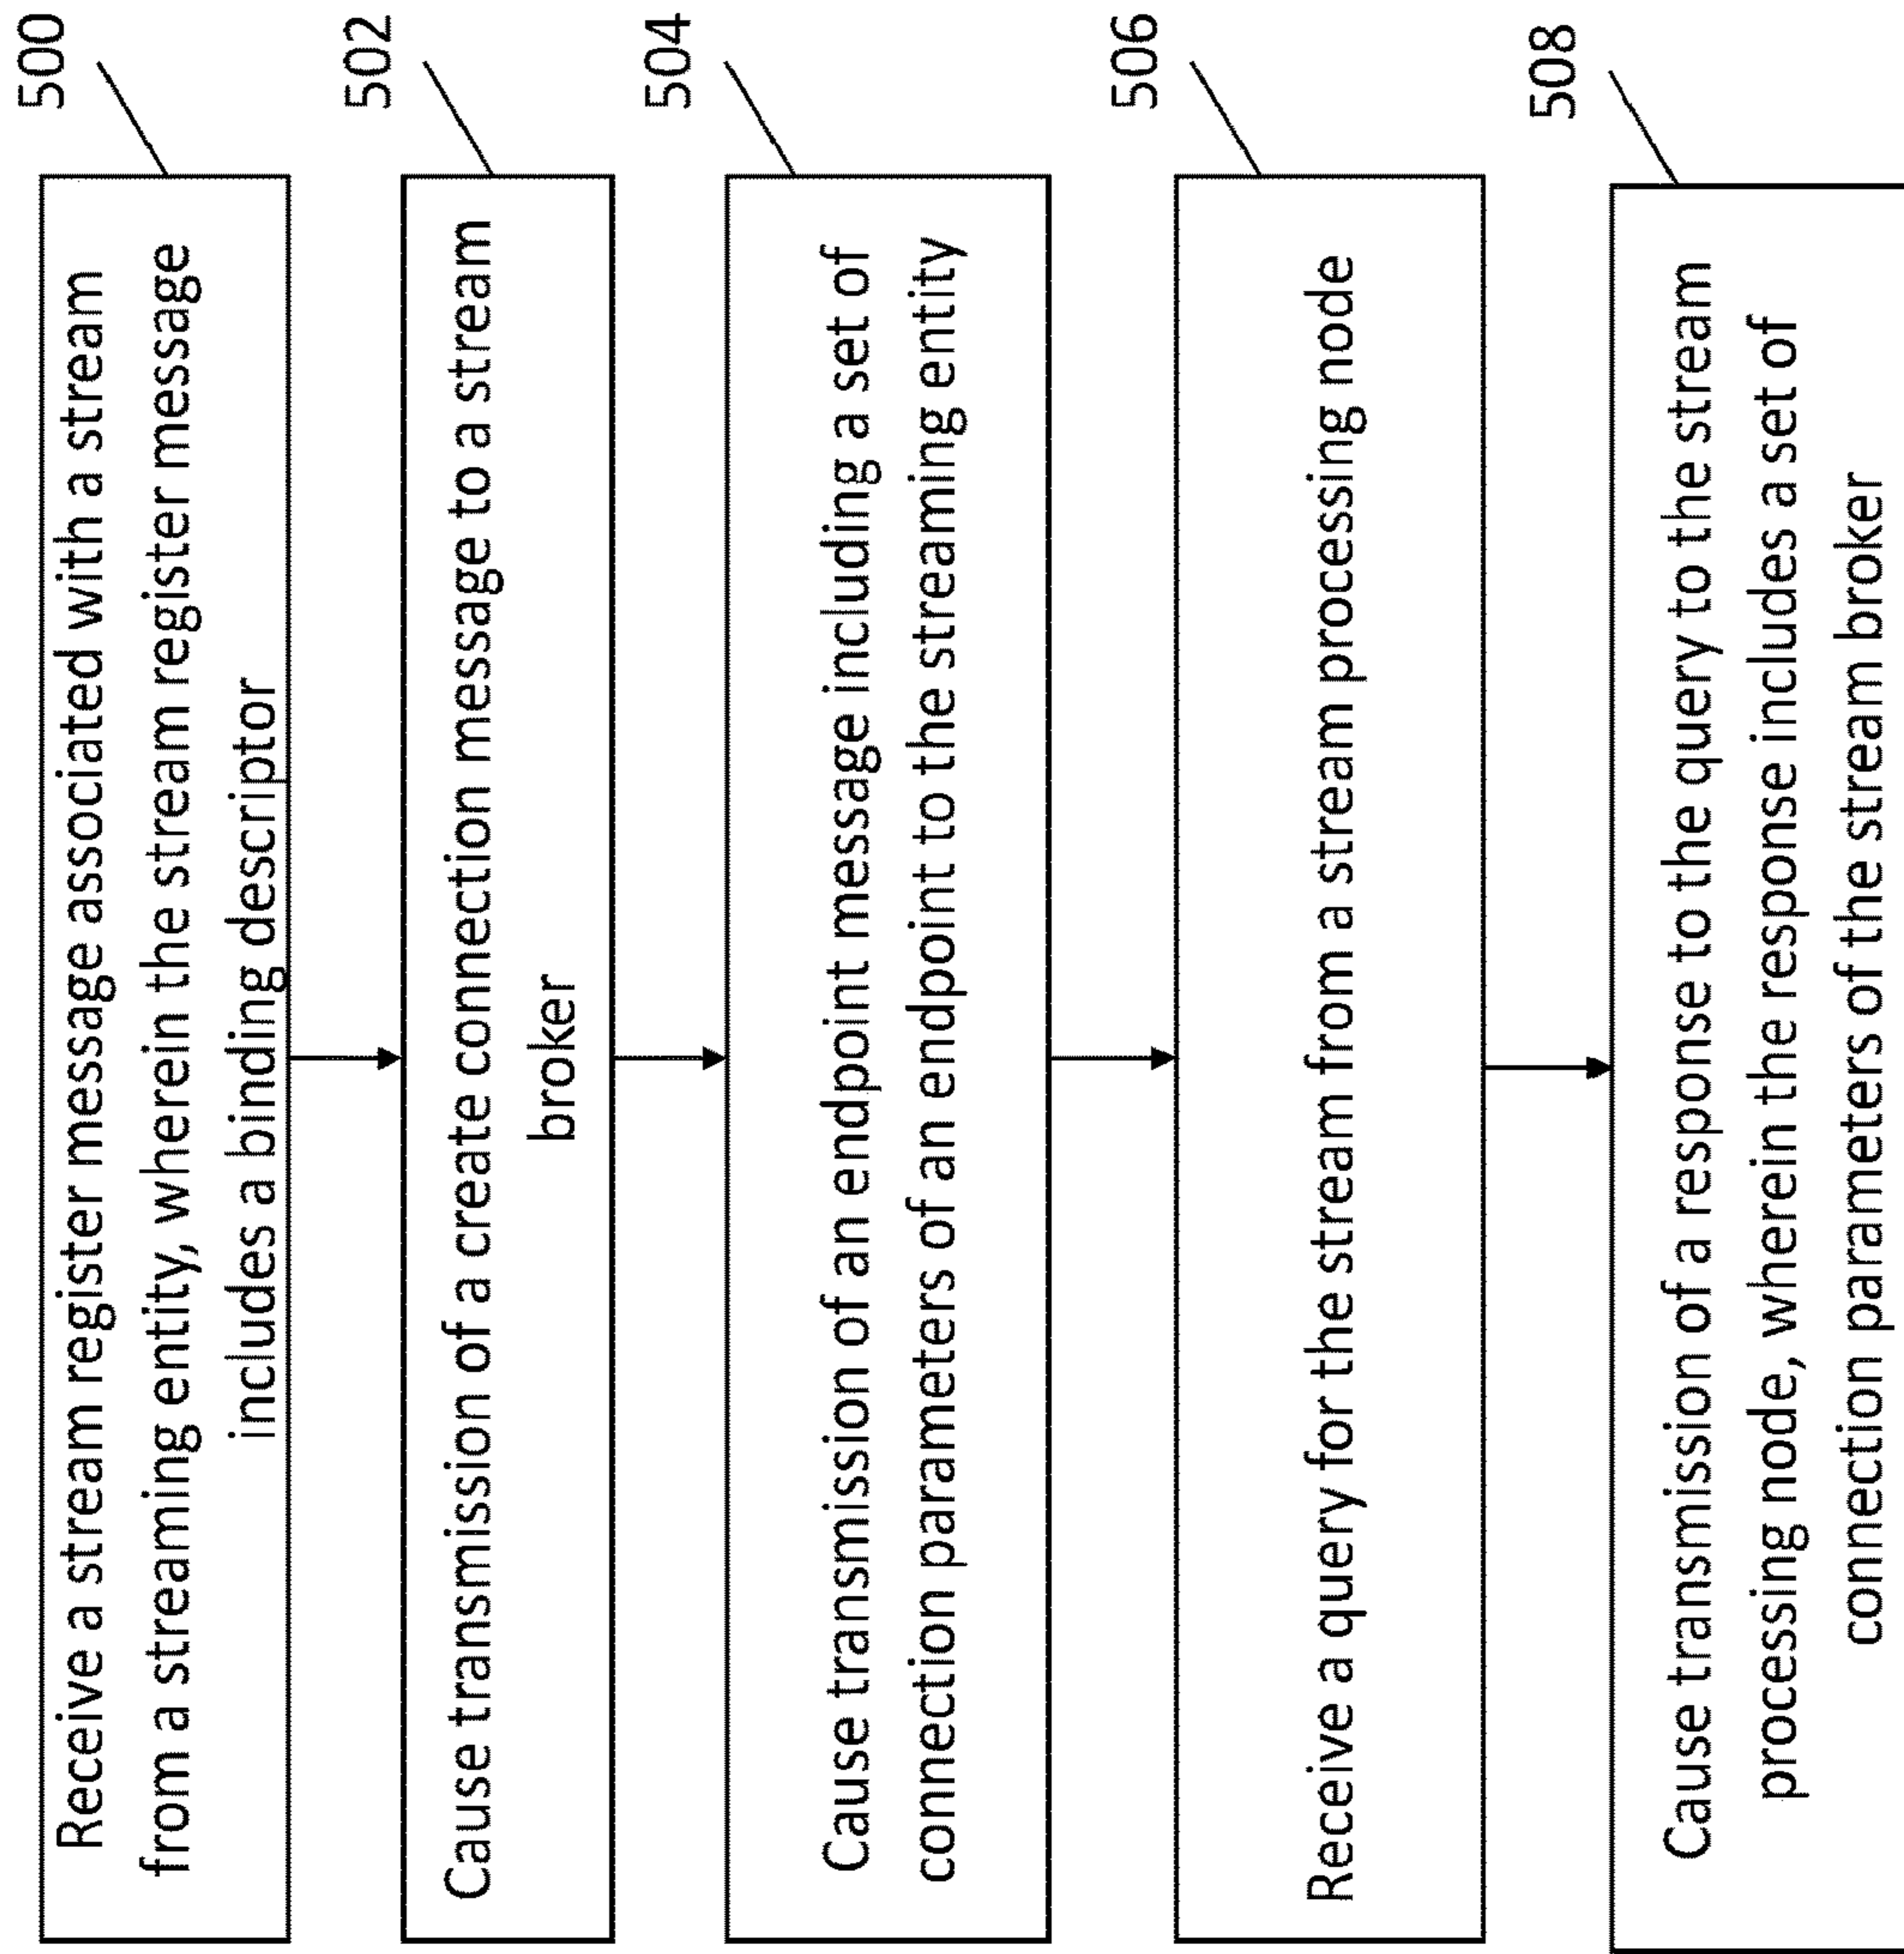 500
Receive a stream register message associated with a stream
from a streaming entity, wherein the stream register message
includes a binding descriptor
502
Cause transmission of a create connection message to a stream
broker
504
Cause transmission of an endpoint message including a set of
connection parameters of an endpoint to the streaming entity
506
Receive a query for the stream from a stream processing node
508
Cause transmission of a response to the query to the stream
processing node, wherein the response includes a set of
connection parameters of the stream broker